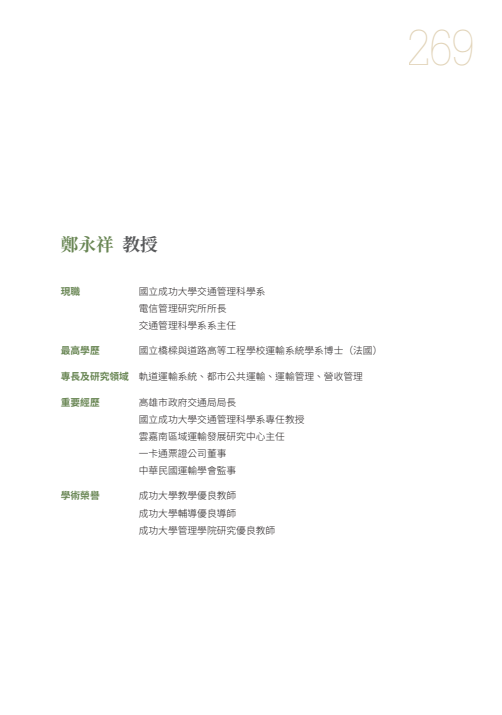 269
鄭永祥 教授
現職 國立成功大學交通管理科學系
電信管理研究所所長
交通管理科學系系主任
最高學歷 國立橋樑與道路高等工程學校運輸系統學系博士（法國）
專長及研究領域 軌道運輸系統、都市公共運輸、運輸管理、營收管理
重要經歷 高雄市政府交通局局長
國立成功大學交通管理科學系專任教授
雲嘉南區域運輸發展研究中心主任
一卡通票證公司董事
中華民國運輸學會監事
學術榮譽 成功大學教學優良教師
成功大學輔導優良導師
成功大學管理學院研究優良教師